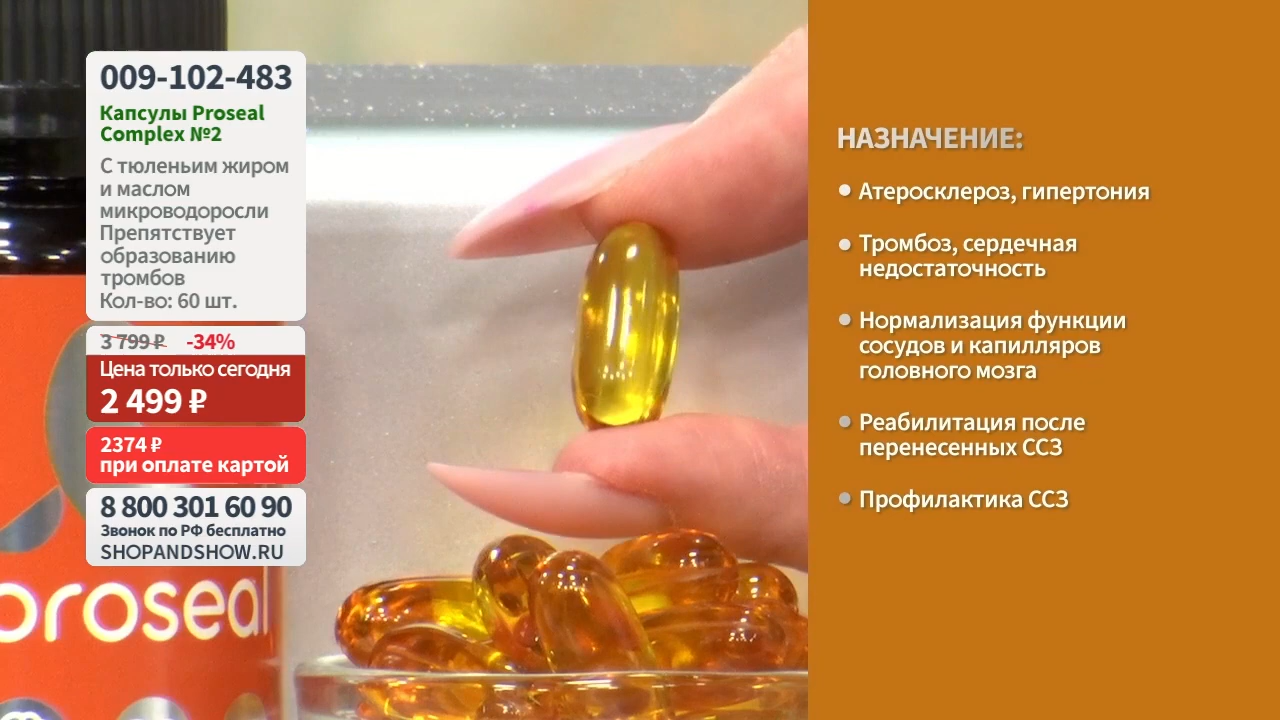 009-102-483
Капсулы Proseal
Complex №2
С тюленьим жиром
и маслом
микроводоросли
Препятствует
образованию
тромбов
Кол-во: 60 шт.
3 799 ₽ -34%
Цена только сегодня
2 499 ₽
2374 ₽
при оплате картой
8 800 301 60 90
Звонок по РФ бесплатно
SHOPANDSHOW.RU
proseal
НАЗНАЧЕНИЕ:
• Атеросклероз, гипертония
• Тромбоз, сердечная
недостаточность
• Нормализация функции
сосудов и капилляров
головного мозга
• Реабилитация после
перенесенных ССЗ
• Профилактика ССЗ